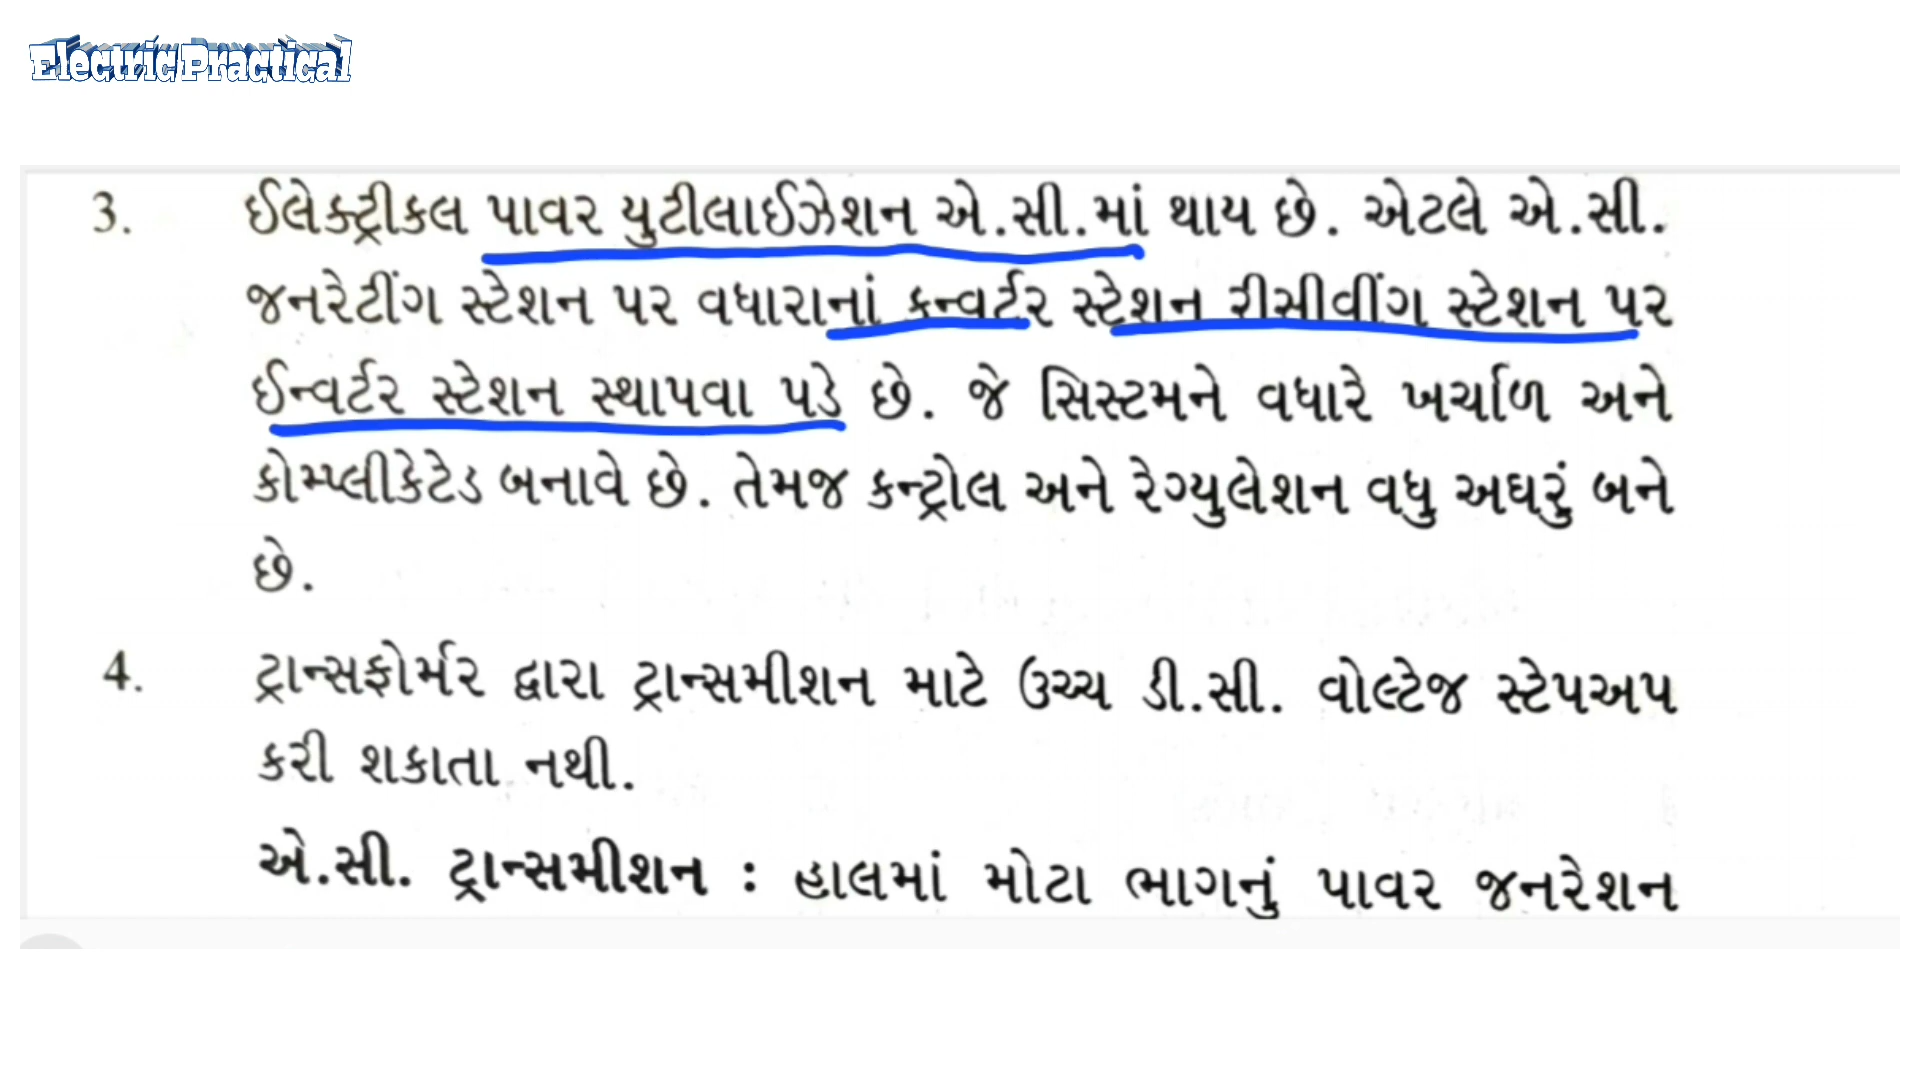 Electric Practical
3. ઈલેક્ટ્રીકલ પાવર યુટીલાઈઝેશન એ.સી.માં થાય છે. એટલે એ.સી.
જનરેટીંગ સ્ટેશન પર વધારાનાં કન્વર્ટર સ્ટેશન રીસીવીંગ સ્ટેશન પર
ઈન્વર્ટર સ્ટેશન સ્થાપવા પડે છે. જે સિસ્ટમને વધારે ખર્ચાળ અને
કોમ્પ્લીકેટેડ બનાવે છે. તેમજ કન્ટ્રોલ અને રેગ્યુલેશન વધુ અઘરું બને
છે.
4. ટ્રાન્સફોર્મર દ્વારા ટ્રાન્સમીશન માટે ઉચ્ચ ડી.સી. વોલ્ટેજ સ્ટેપઅપ
કરી શકાતા નથી.
એ.સી. ટ્રાન્સમીશન : હાલમાં મોટા ભાગનું પાવર જનરેશન